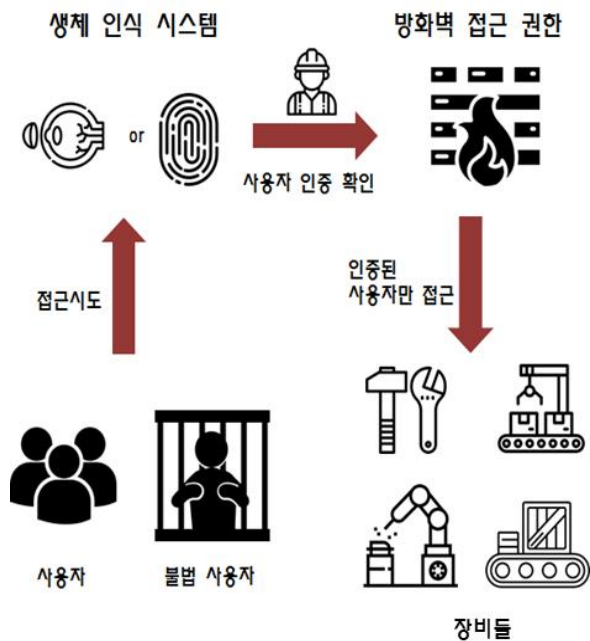 생체 인식 시스템
방화벽 접근 권한
or
사용자 인증 확인
접근시도
인증된
사용자만 접근
사용자
불법 사용자
장비들